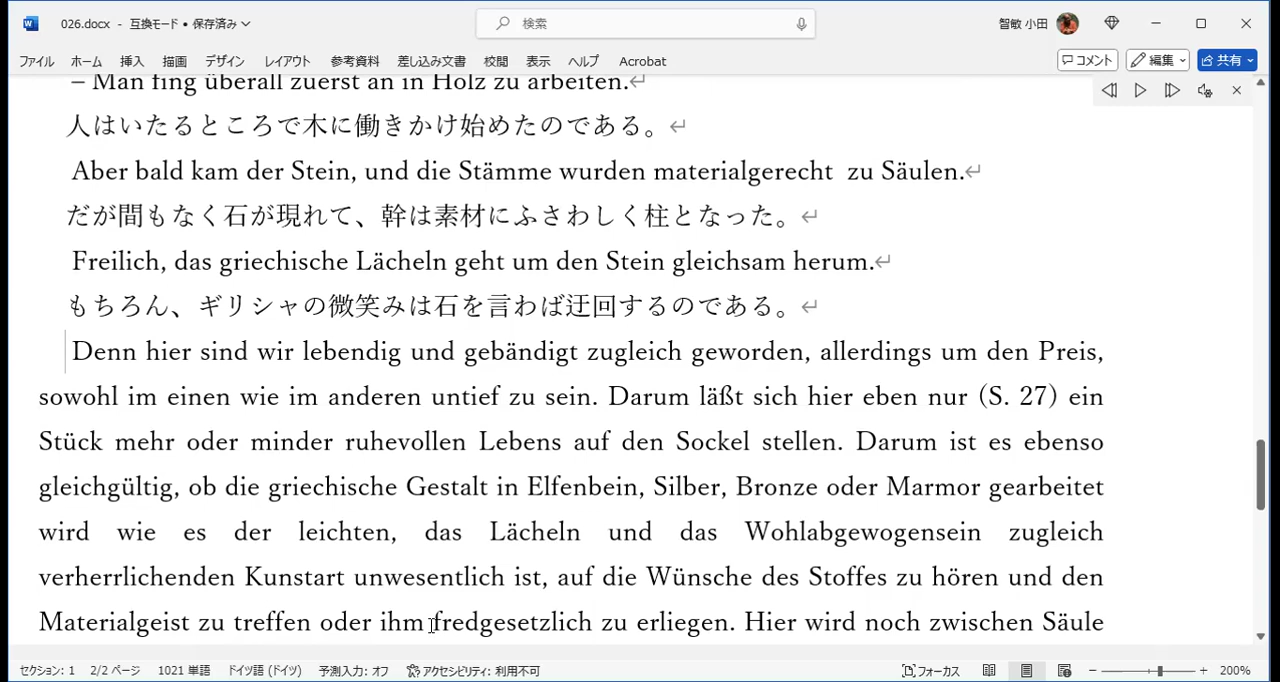 026.docx - 互換モード • 保存済み
検索
智敏 小田
ファイル ホーム 挿入 描画 デザイン レイアウト 参考資料 差し込み文書 校閲 表示 ヘルプ Acrobat
コメント 編集 共有
– Man fing überall zuerst an in Holz zu arbeiten.↵
人はいたるところで木に働きかけ始めたのである。↵
Aber bald kam der Stein, und die Stämme wurden materialgerecht zu Säulen.↵
だが間もなく石が現れて、幹は素材にふさわしく柱となった。↵
Freilich, das griechische Lächeln geht um den Stein gleichsam herum.↵
もちろん、ギリシャの微笑みは石を言わば迂回するのである。↵
Denn hier sind wir lebendig und gebändigt zugleich geworden, allerdings um den Preis,
sowohl im einen wie im anderen untief zu sein. Darum läßt sich hier eben nur (S. 27) ein
Stück mehr oder minder ruhevollen Lebens auf den Sockel stellen. Darum ist es ebenso
gleichgültig, ob die griechische Gestalt in Elfenbein, Silber, Bronze oder Marmor gearbeitet
wird wie es der leichten, das Lächeln und das Wohlabgewogensein zugleich
verherrlichenden Kunstart unwesentlich ist, auf die Wünsche des Stoffes zu hören und den
Materialgeist zu treffen oder ihm fredgesetzlich zu erliegen. Hier wird noch zwischen Säule
セクション: 1 2/2 ページ 1021 単語 ドイツ語 (ドイツ) 予測入力: オフ アクセシビリティ: 利用不可 フォーカス 200%